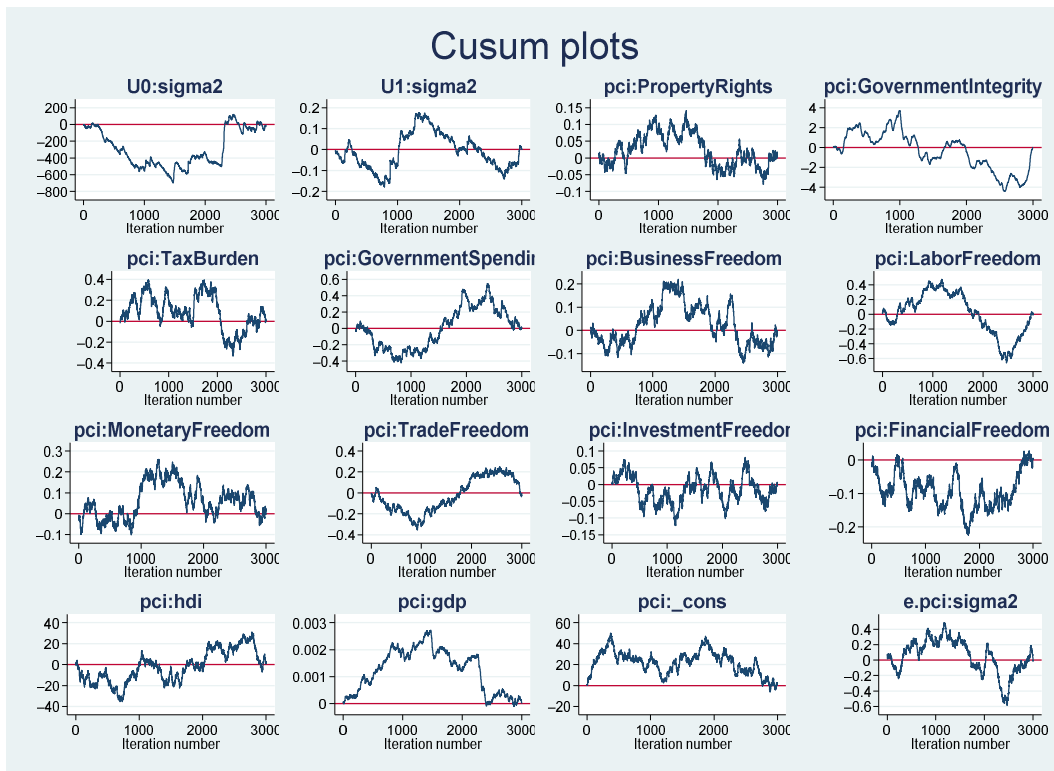 Cusum plots
U0:sigma2 U1:sigma2 pci:PropertyRights pci:GovernmentIntegrity
200 0 −200 −400 −600 −800
0.2 0.1 0 −0.1 −0.2
0.15 0.1 0.05 0 −0.05 −0.1
4 2 0 −2 −4
0 1000 2000 3000 0 1000 2000 3000 0 1000 2000 3000 0 1000 2000 3000
Iteration number Iteration number Iteration number Iteration number
pci:TaxBurden pci:GovernmentSpendin pci:BusinessFreedom pci:LaborFreedom
0.4 0.2 0 −0.2 −0.4
0.6 0.4 0.2 0 −0.2 −0.4
0.2 0.1 0 −0.1
0.4 0.2 0 −0.2 −0.4 −0.6
0 1000 2000 3000 0 1000 2000 3000 0 1000 2000 3000 0 1000 2000 3000
Iteration number Iteration number Iteration number Iteration number
pci:MonetaryFreedom pci:TradeFreedom pci:InvestmentFreedom pci:FinancialFreedom
0.3 0.2 0.1 0 −0.1
0.4 0.2 0 −0.2 −0.4
0.1 0.05 0 −0.05 −0.1 −0.15
0 −0.1 −0.2
0 1000 2000 3000 0 1000 2000 3000 0 1000 2000 3000 0 1000 2000 3000
Iteration number Iteration number Iteration number Iteration number
pci:hdi pci:gdp pci:_cons e.pci:sigma2
40 20 0 −20 −40
0.003 0.002 0.001 0
60 40 20 0 −20
0.4 0.2 0 −0.2 −0.4 −0.6
0 1000 2000 3000 0 1000 2000 3000 0 1000 2000 3000 0 1000 2000 3000
Iteration number Iteration number Iteration number Iteration number